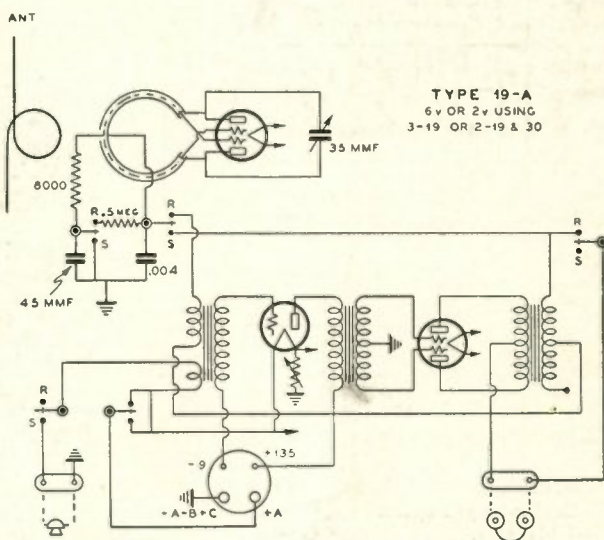 ANT
TYPE 19-A
6V OR 2V USING
3-19 OR 2-19 & 30
35 MMF
8000
R .5 MEG R
S S
.004
45 MMF
R
S
R
S
-9 +135
-A-B+C +A